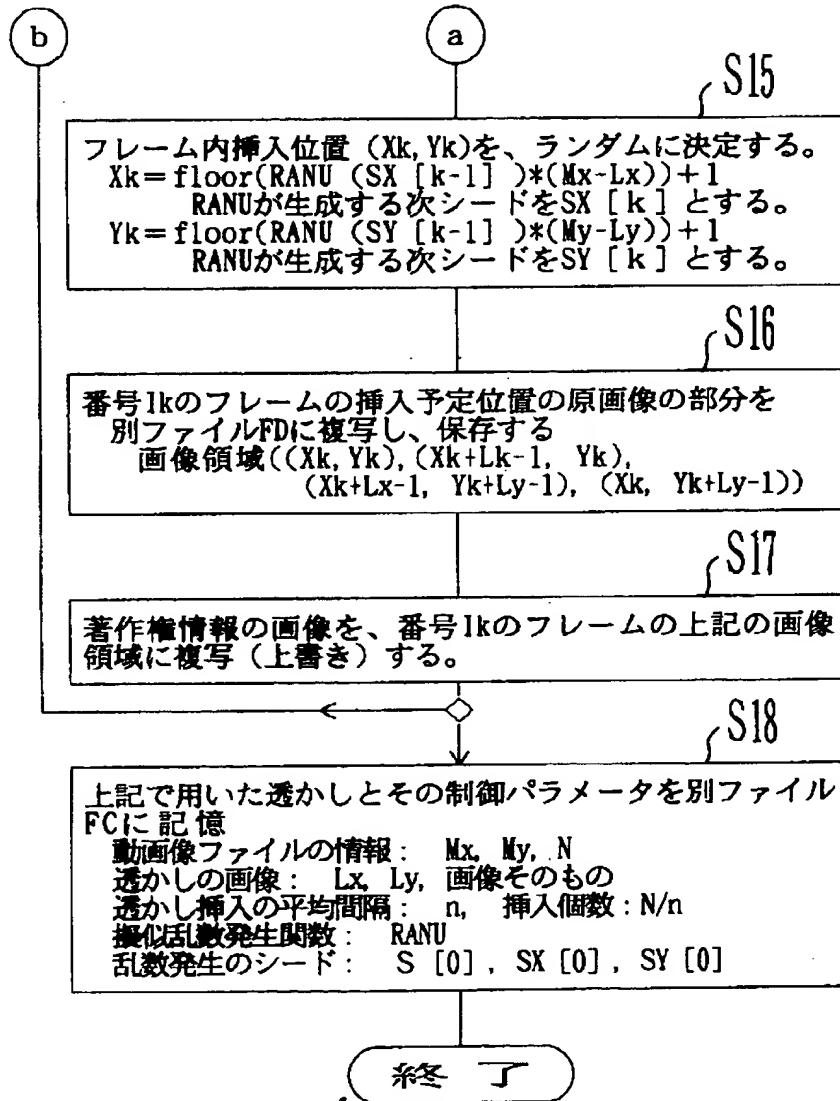 b
a
S15
フレーム内挿入位置 (Xk, Yk)を、ランダムに決定する。
Xk=floor(RANU (SX [k-1] )*(Mx-Lx))+1
RANUが生成する次シードをSX [k] とする。
Yk=floor(RANU (SY [k-1] )*(My-Ly))+1
RANUが生成する次シードをSY [k] とする。
S16
番号Ikのフレームの挿入予定位置の原画像の部分を
別ファイルFDに複写し、保存する
画像領域((Xk, Yk), (Xk+Lk-1, Yk),
(Xk+Lx-1, Yk+Ly-1), (Xk, Yk+Ly-1))
S17
著作権情報の画像を、番号Ikのフレームの上記の画像
領域に複写（上書き）する。
S18
上記で用いた透かしとその制御パラメータを別ファイル
FCに記憶
動画像ファイルの情報： Mx, My, N
透かしの画像： Lx, Ly, 画像そのもの
透かし挿入の平均間隔： n, 挿入個数：N/n
擬似乱数発生関数： RANU
乱数発生のシード： S [0] , SX [0] , SY [0]
終 了